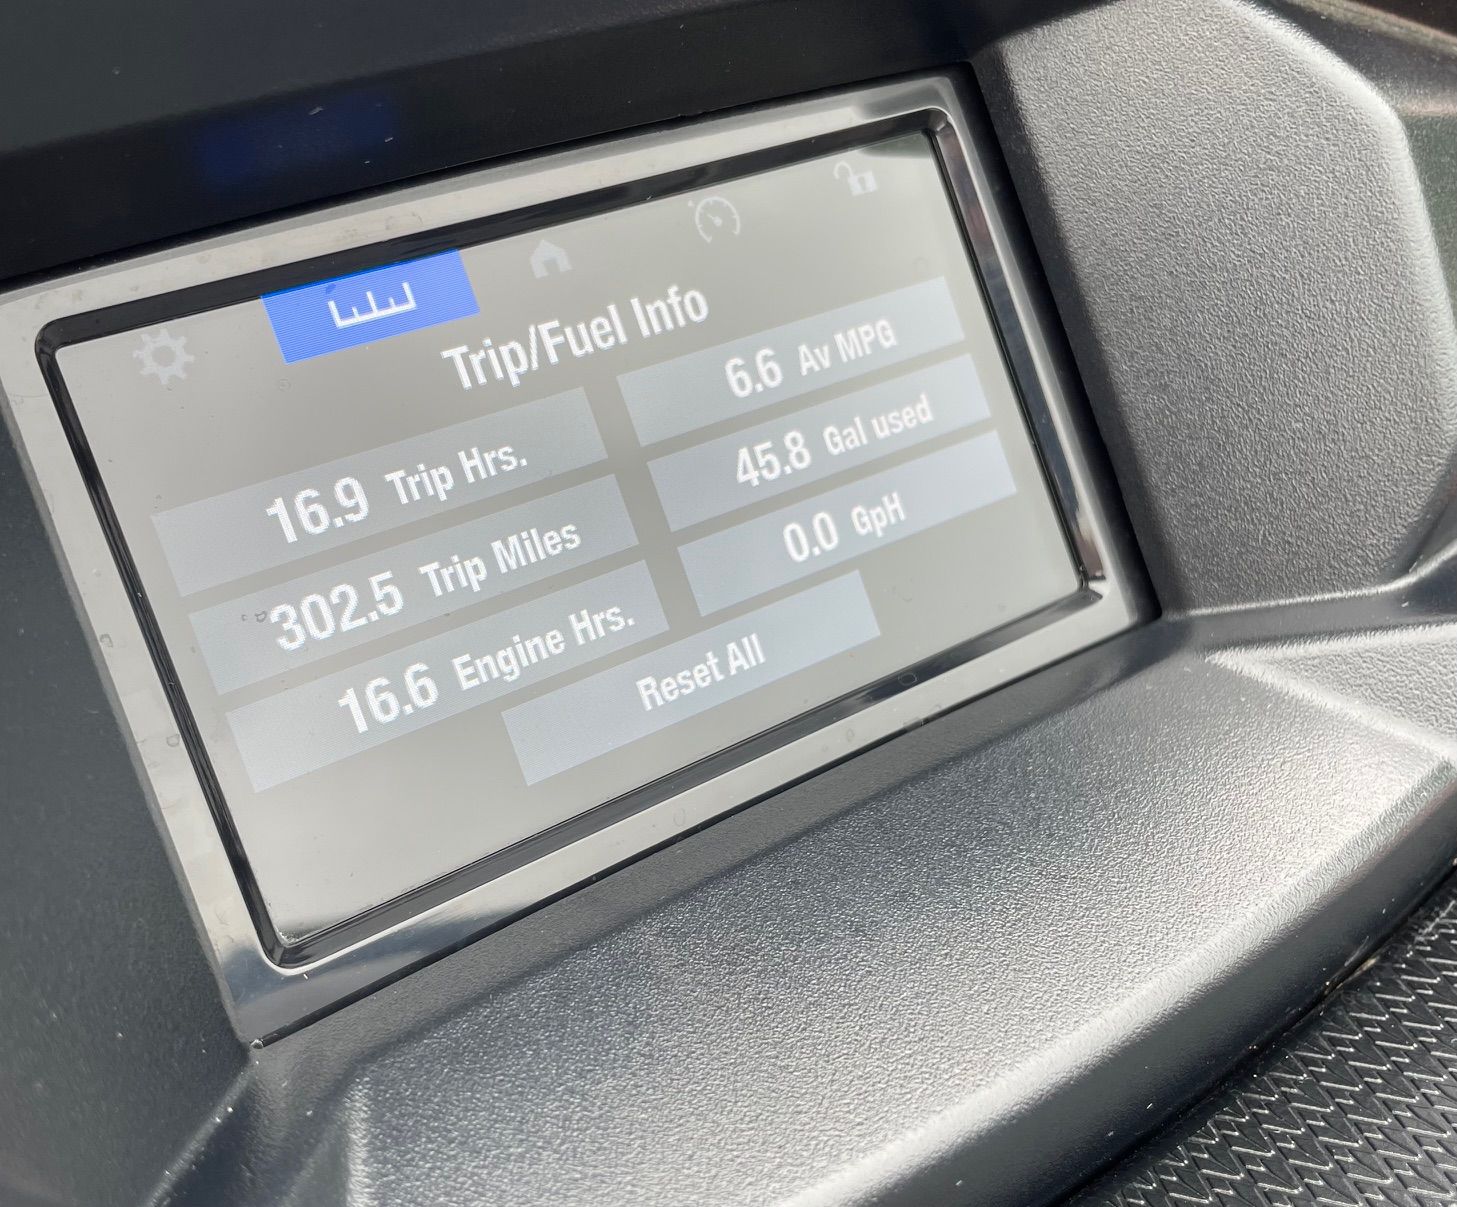 Trip/Fuel Info
16.9 Trip Hrs.
302.5 Trip Miles
16.6 Engine Hrs.
6.6 Av MPG
45.8 Gal used
0.0 GpH
Reset All